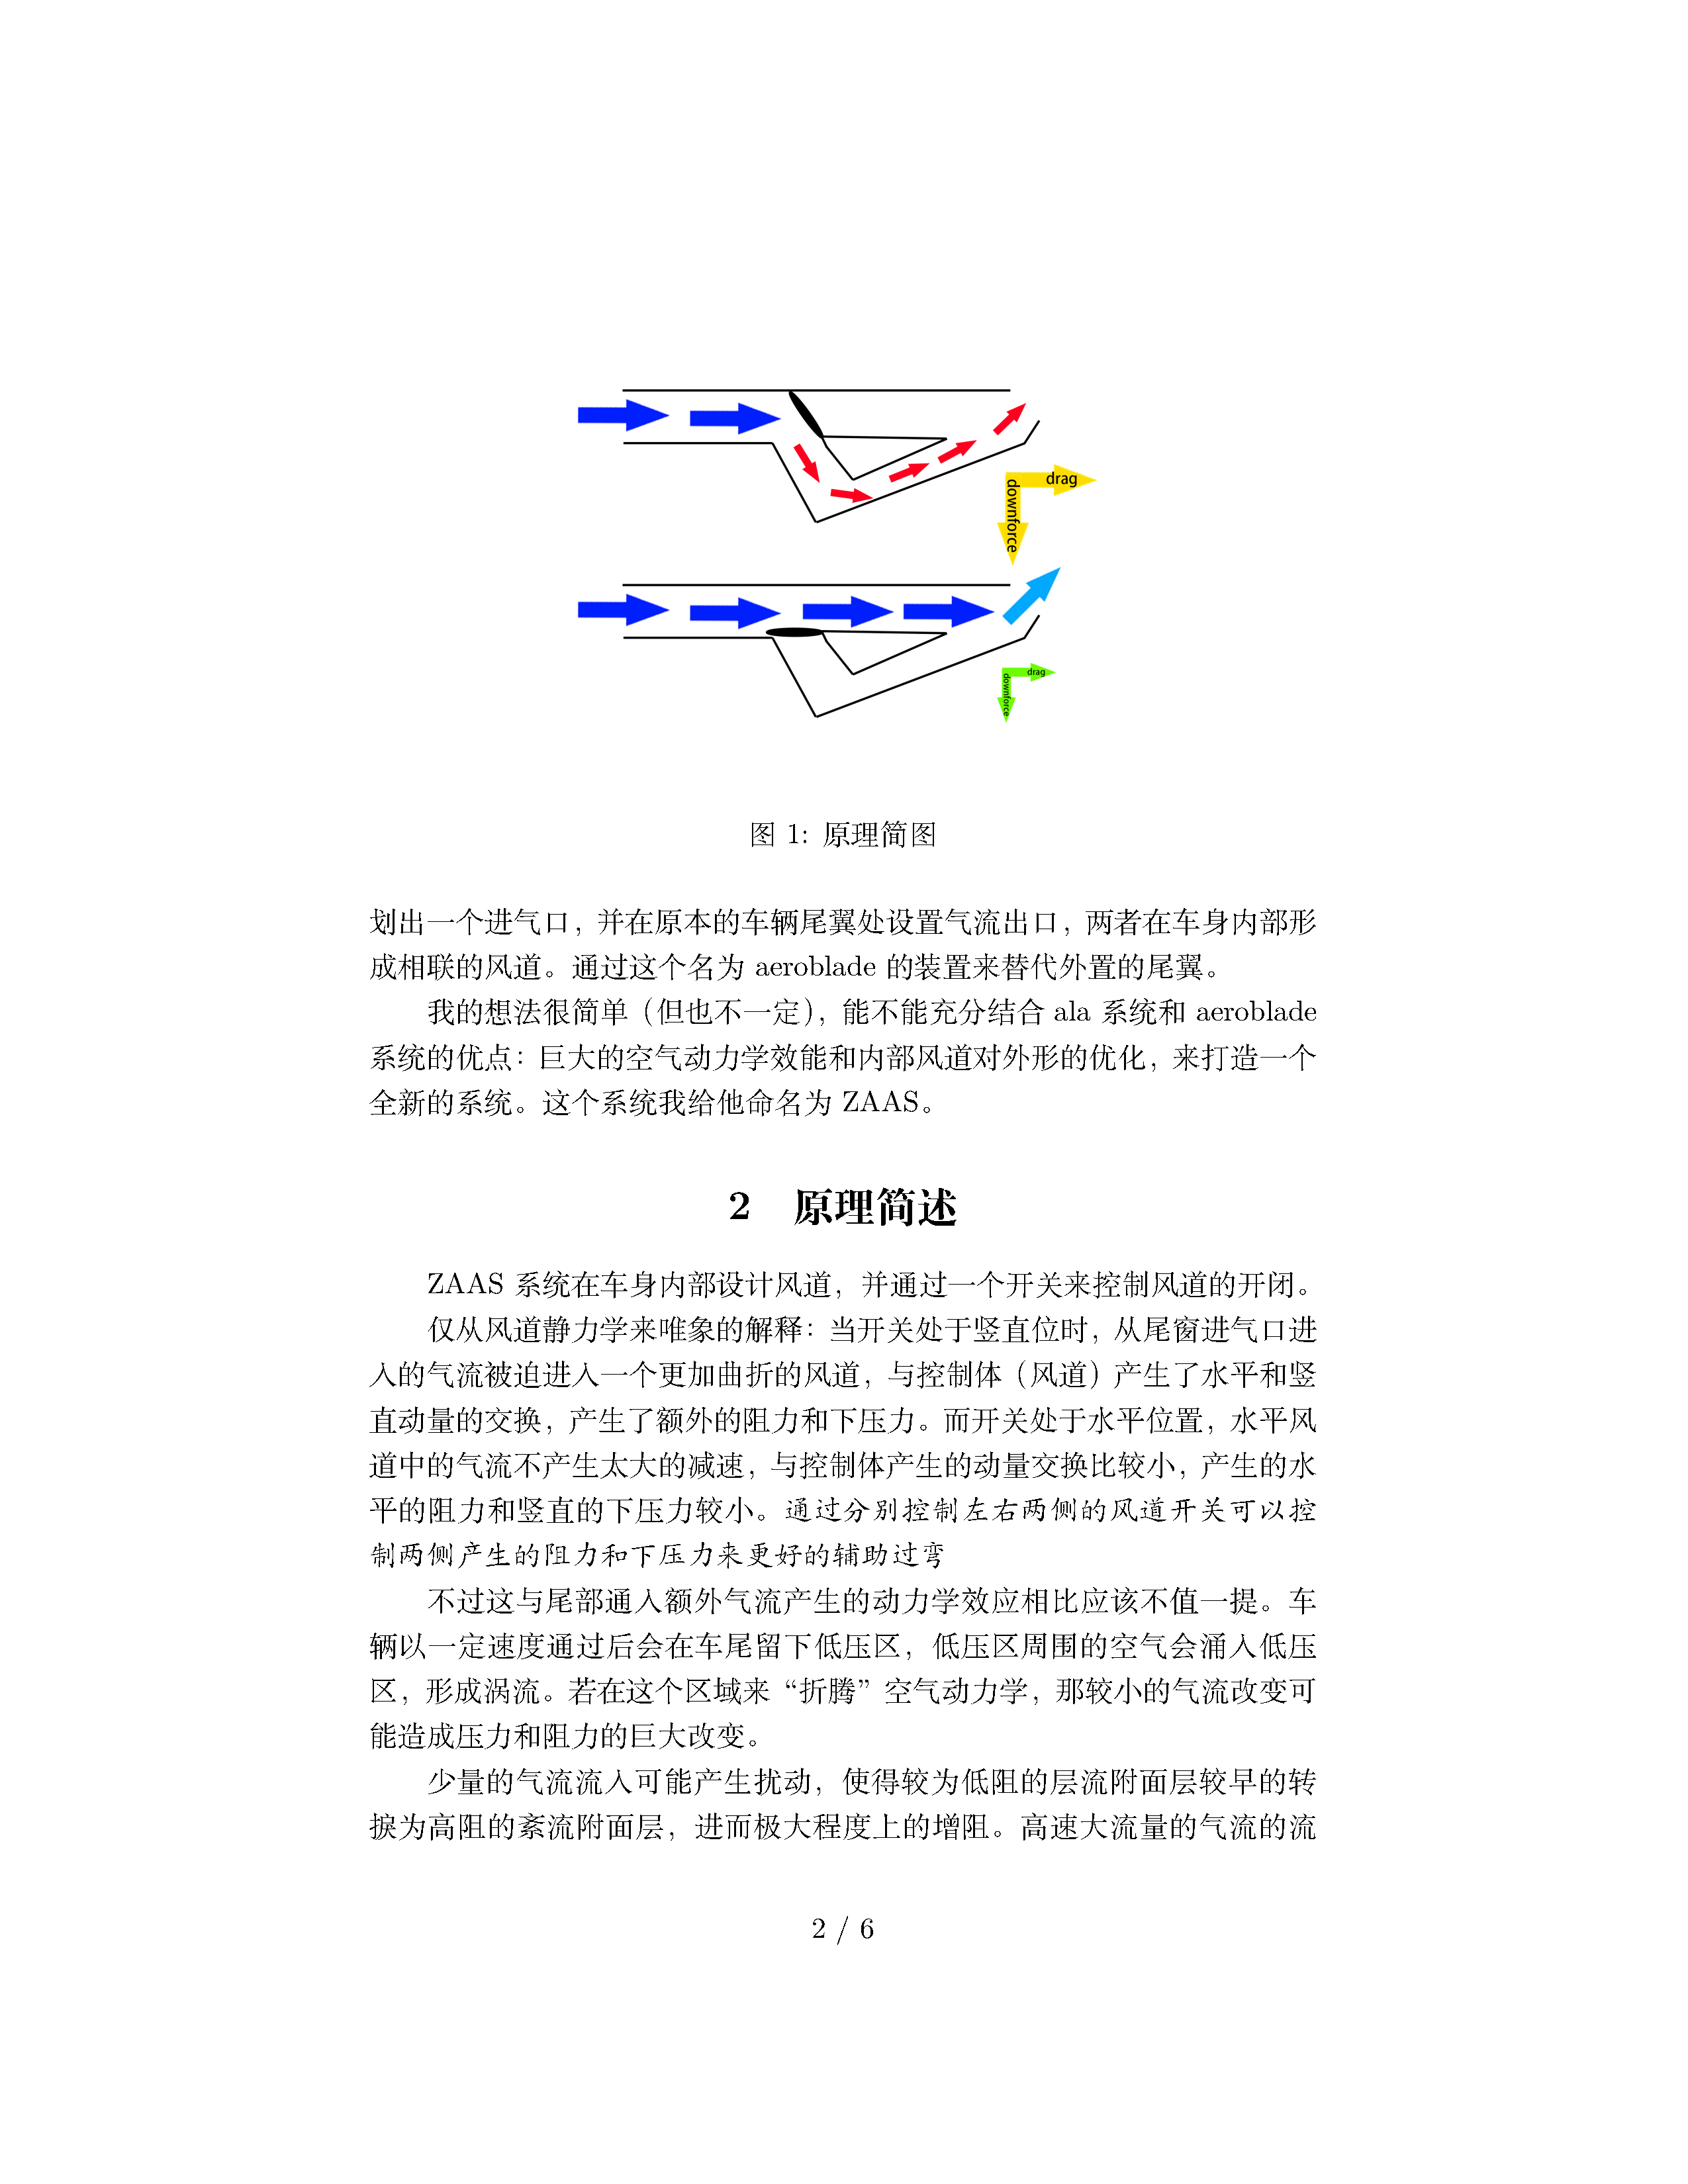 drag
downforce
drag
downforce
图 1: 原理简图
划出一个进气口，并在原本的车辆尾翼处设置气流出口，两者在车身内部形
成相联的风道。通过这个名为 aeroblade 的装置来替代外置的尾翼。
我的想法很简单（但也不一定），能不能充分结合 ala 系统和 aeroblade
系统的优点：巨大的空气动力学效能和内部风道对外形的优化，来打造一个
全新的系统。这个系统我给他命名为 ZAAS。
2 原理简述
ZAAS 系统在车身内部设计风道，并通过一个开关来控制风道的开闭。
仅从风道静力学来唯象的解释：当开关处于竖直位时，从尾窗进气口进
入的气流被迫进入一个更加曲折的风道，与控制体（风道）产生了水平和竖
直动量的交换，产生了额外的阻力和下压力。而开关处于水平位置，水平风
道中的气流不产生太大的减速，与控制体产生的动量交换比较小，产生的水
平的阻力和竖直的下压力较小。通过分别控制左右两侧的风道开关可以控
制两侧产生的阻力和下压力来更好的辅助过弯
不过这与尾部通入额外气流产生的动力学效应相比应该不值一提。车
辆以一定速度通过后会在车尾留下低压区，低压区周围的空气会涌入低压
区，形成涡流。若在这个区域来“折腾”空气动力学，那较小的气流改变可
能造成压力和阻力的巨大改变。
少量的气流流入可能产生扰动，使得较为低阻的层流附面层较早的转
捩为高阻的紊流附面层，进而极大程度上的增阻。高速大流量的气流的流
2 / 6